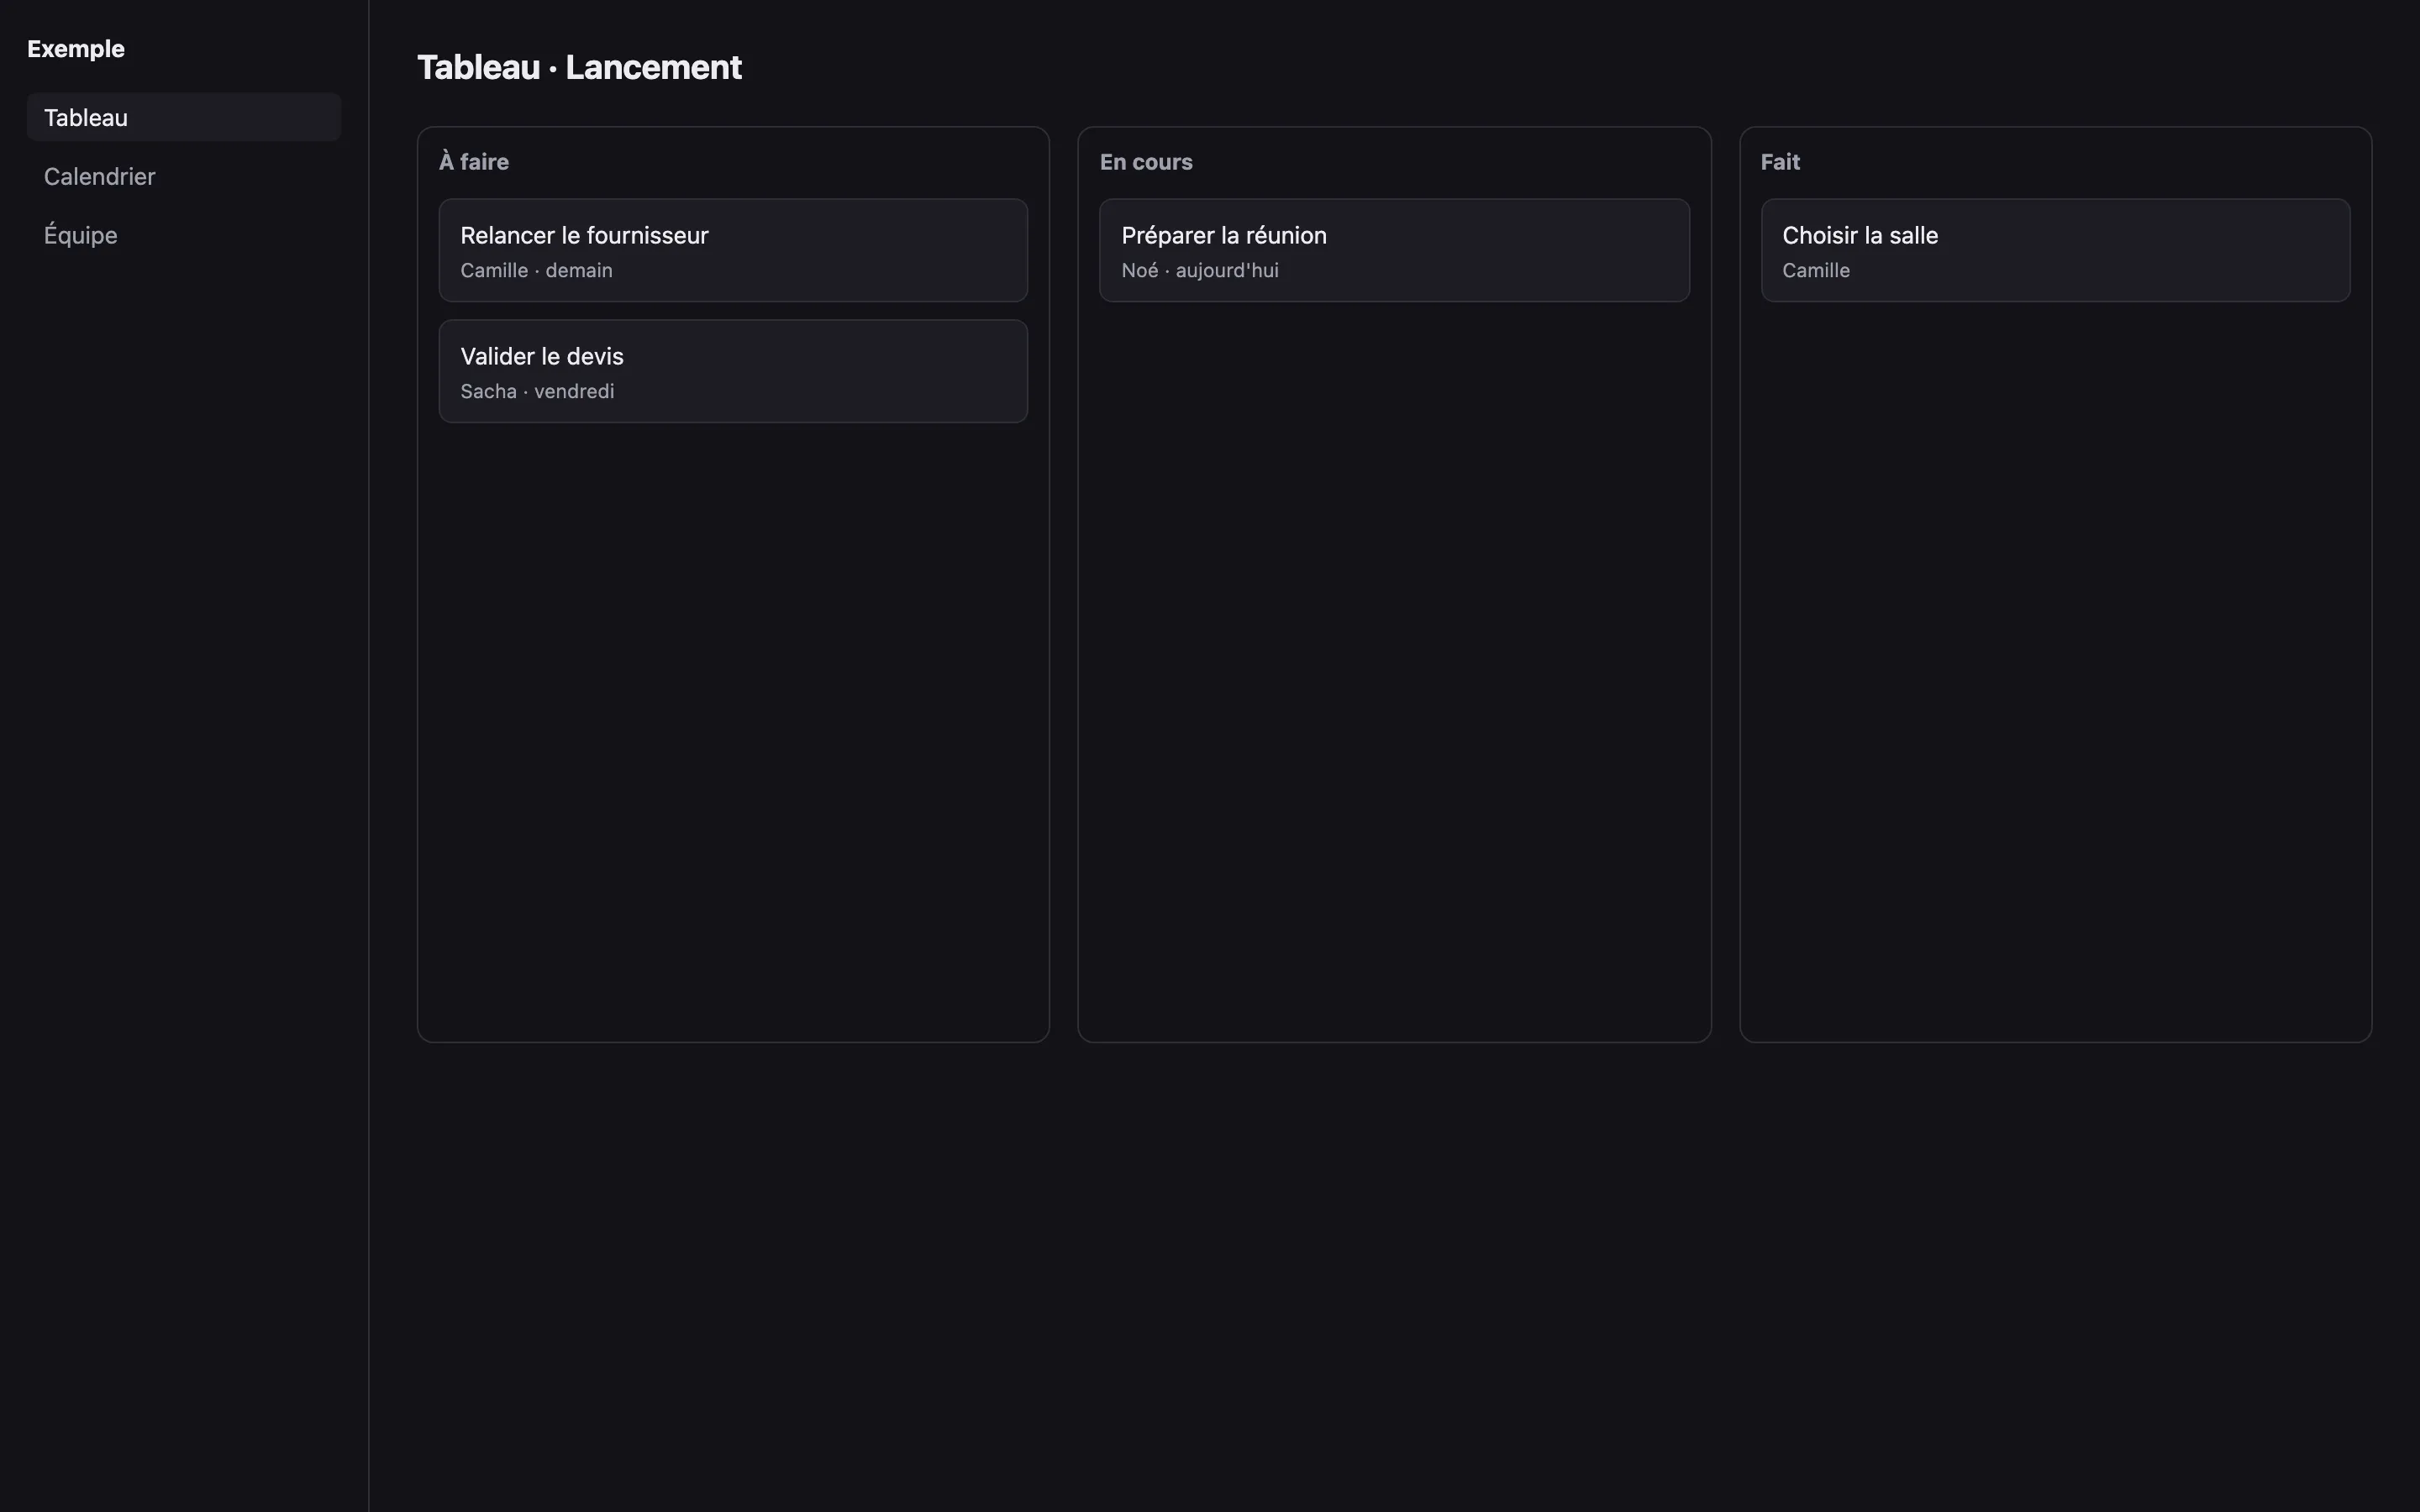 Exemple
Tableau
Calendrier
Équipe
Tableau · Lancement
À faire
Relancer le fournisseur
Camille · demain
Valider le devis
Sacha · vendredi
En cours
Préparer la réunion
Noé · aujourd'hui
Fait
Choisir la salle
Camille